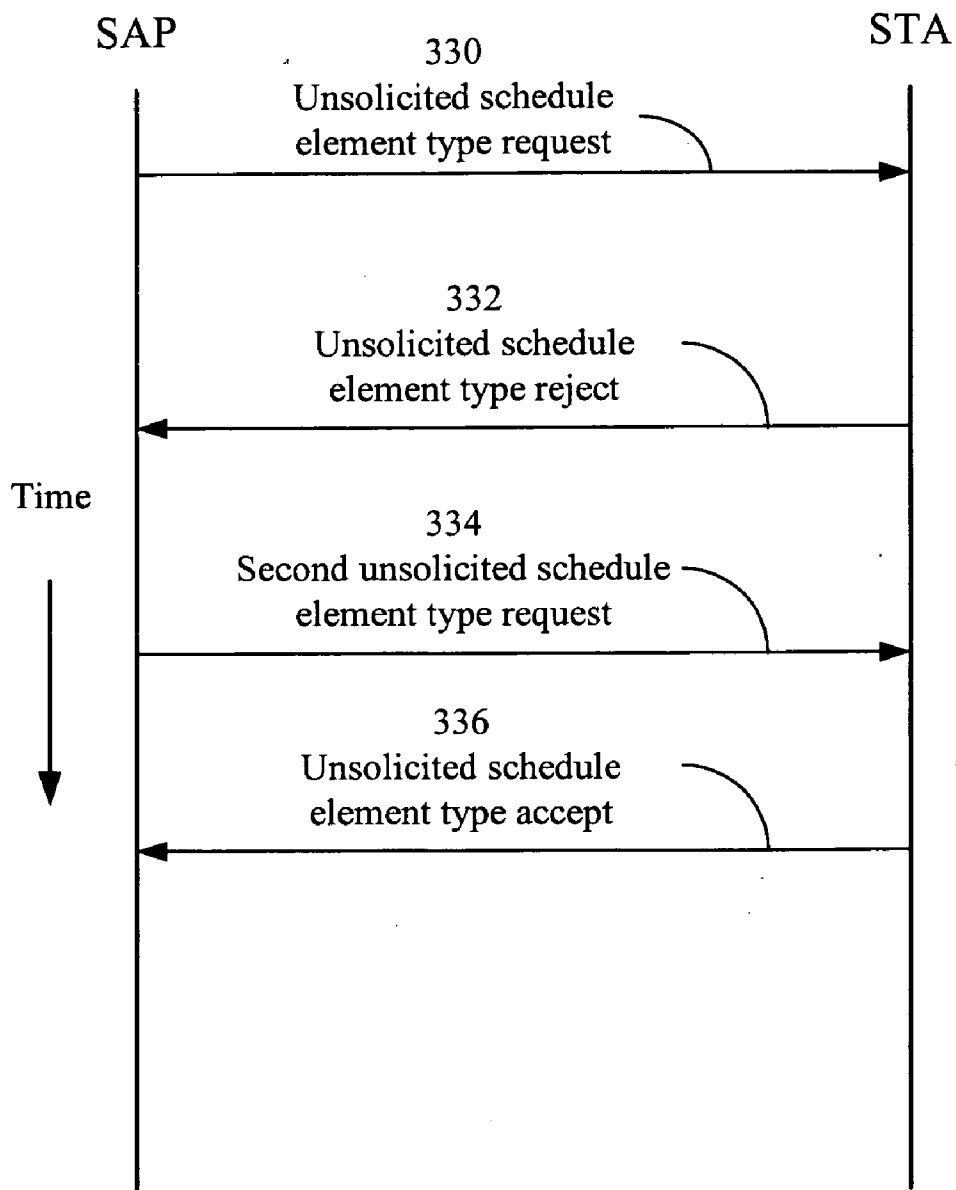 SAP
STA
330
Unsolicited schedule
element type request
332
Unsolicited schedule
element type reject
Time
334
Second unsolicited schedule
element type request
336
Unsolicited schedule
element type accept